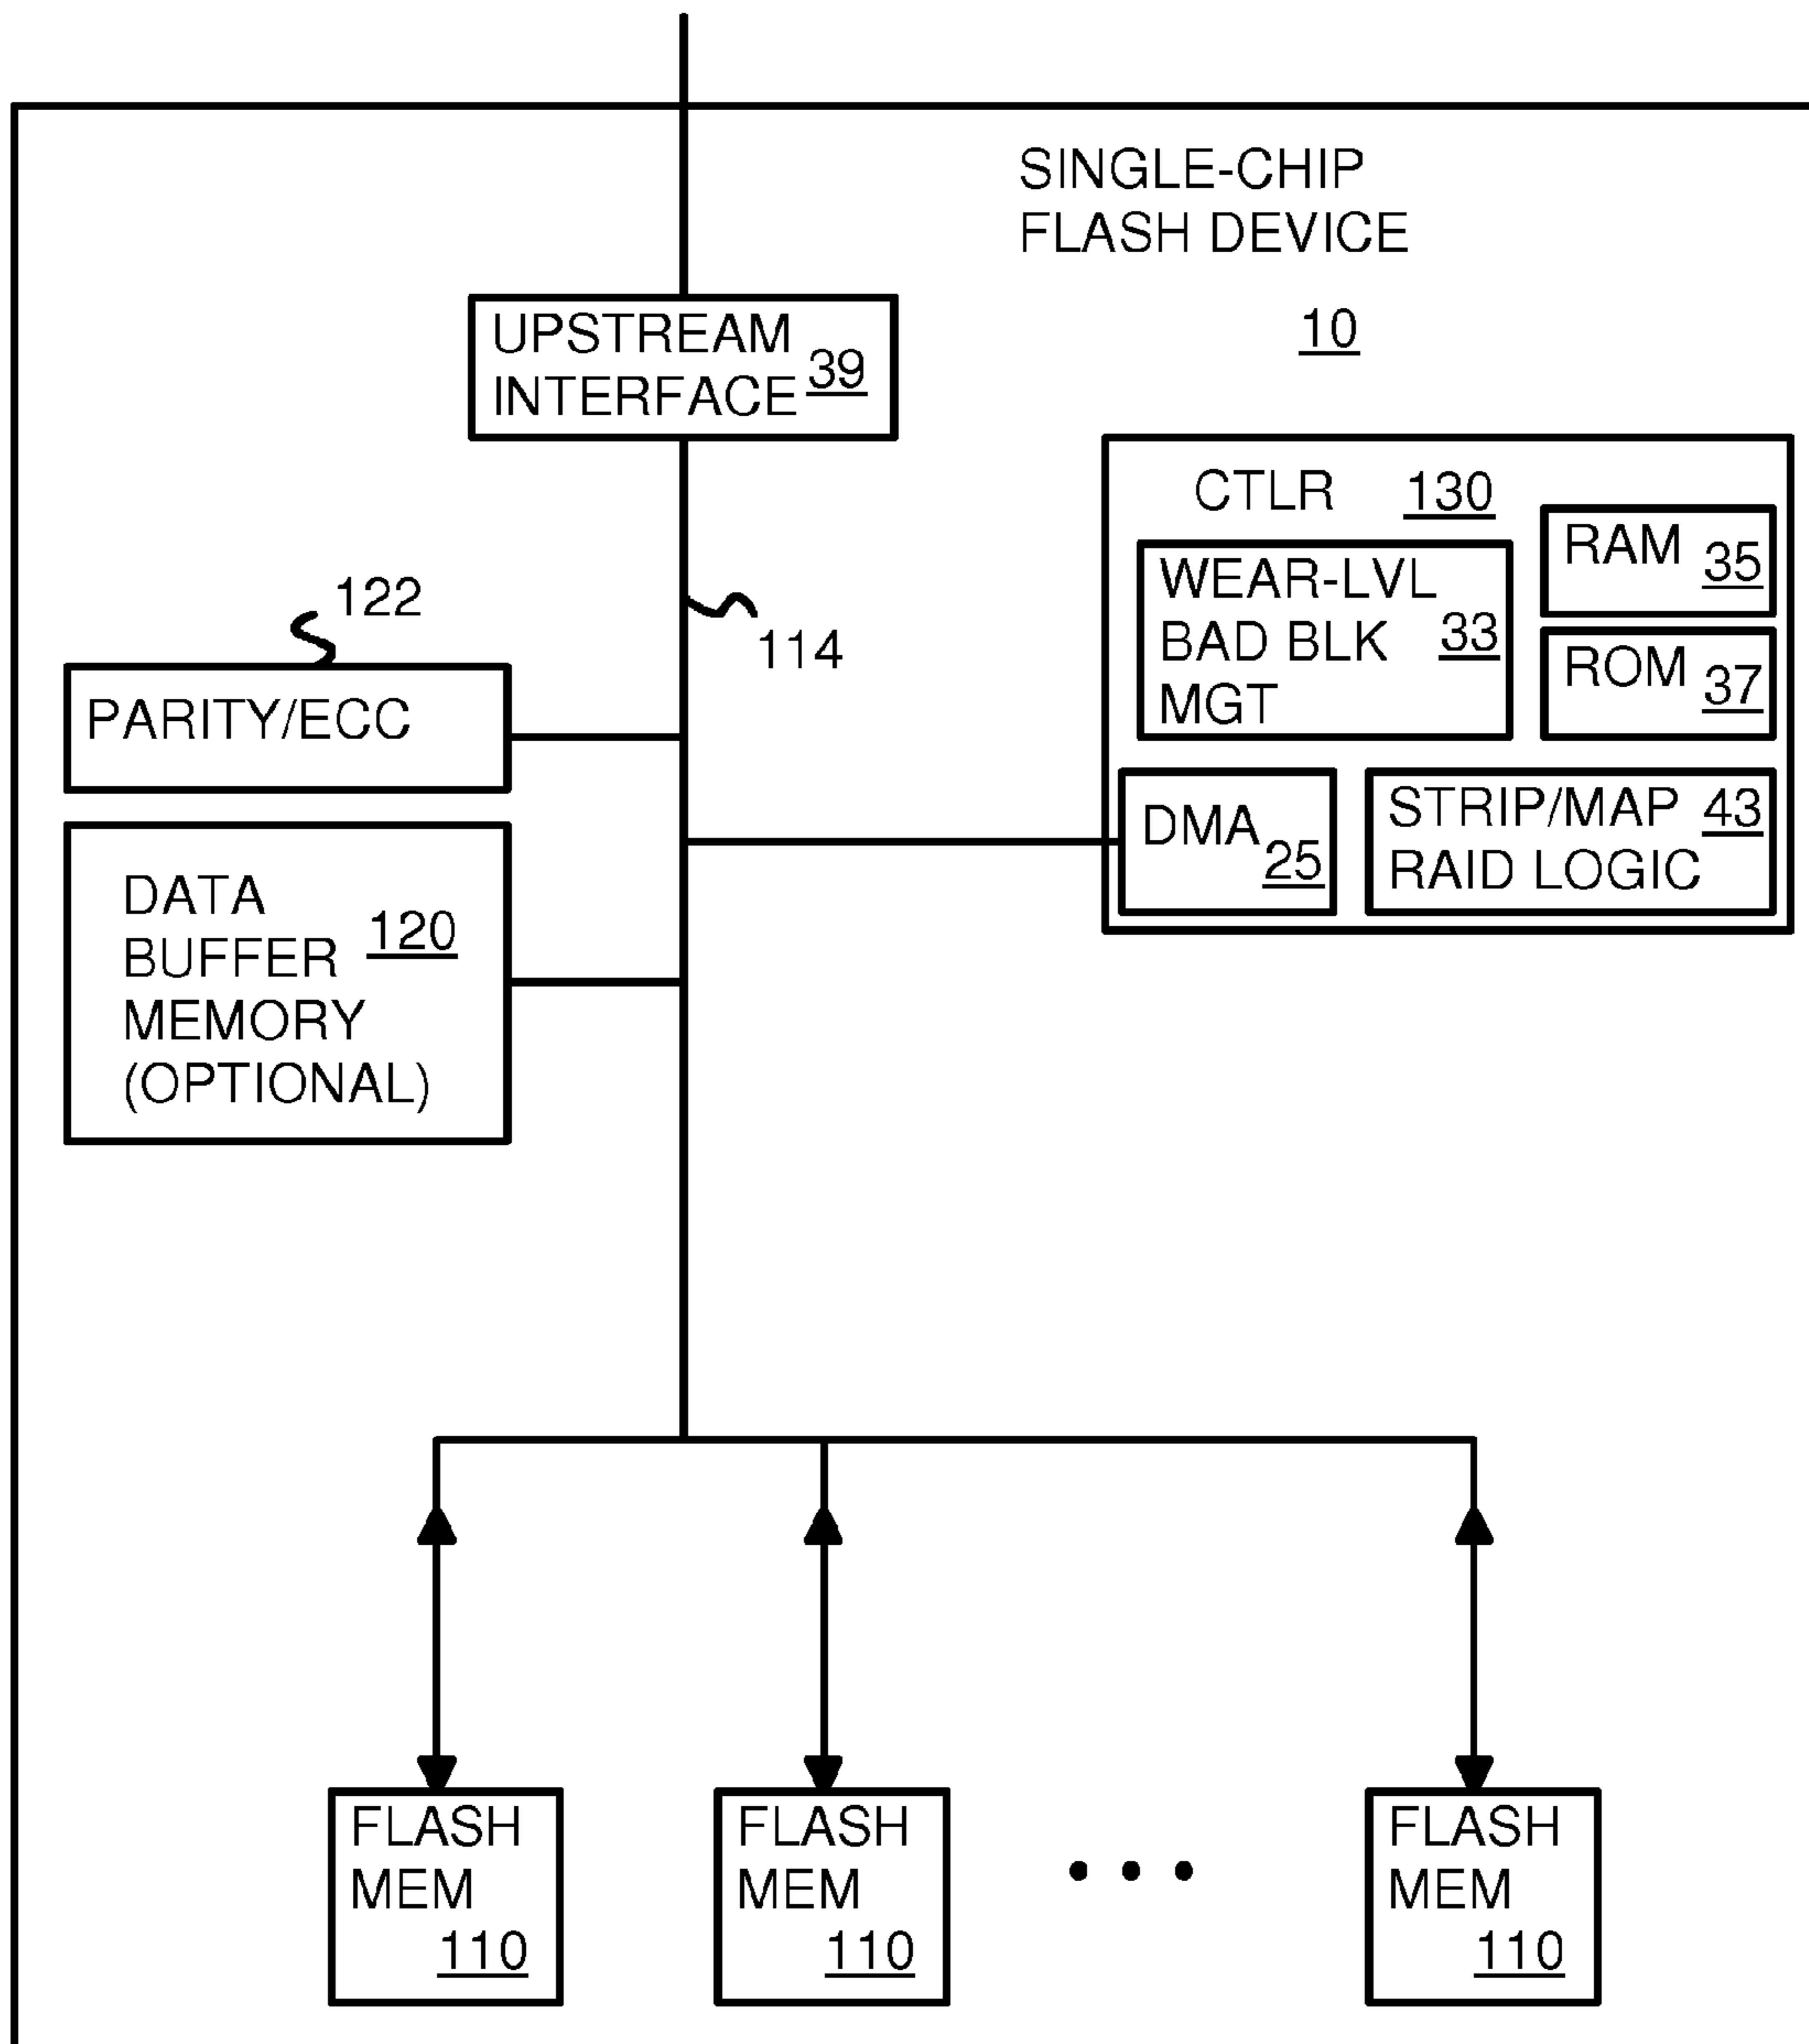 SINGLE-CHIP
FLASH DEVICE
10
UPSTREAM
INTERFACE 39
CTLR 130
WEAR-LVL
BAD BLK 33
MGT
RAM 35
ROM 37
DMA 25
STRIP/MAP 43
RAID LOGIC
122
114
PARITY/ECC
DATA
BUFFER 120
MEMORY
(OPTIONAL)
FLASH
MEM
110
FLASH
MEM
110
• • •
FLASH
MEM
110